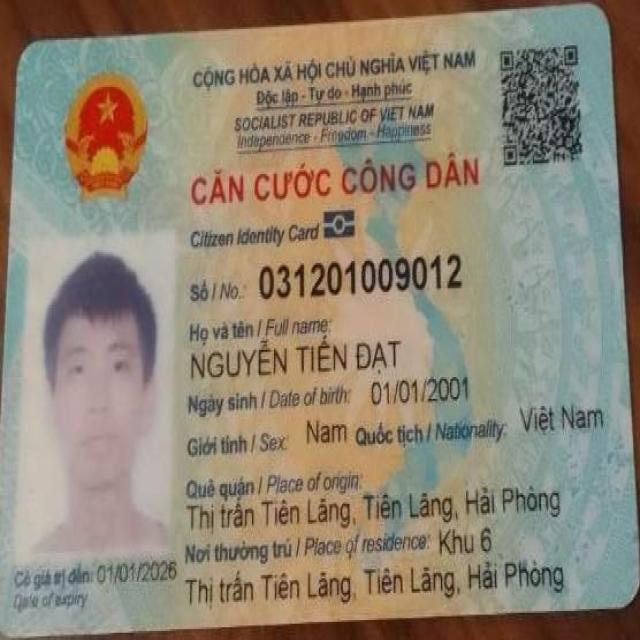 CỘNG HÒA XÃ HỘI CHỦ NGHĨA VIỆT NAM
Độc lập - Tự do - Hạnh phúc
SOCIALIST REPUBLIC OF VIET NAM
Independence - Freedom - Happiness
CĂN CƯỚC CÔNG DÂN
Citizen Identity Card
Số / No.: 031201009012
Họ và tên / Full name:
NGUYỄN TIẾN ĐẠT
Ngày sinh / Date of birth: 01/01/2001
Giới tính / Sex: Nam Quốc tịch / Nationality: Việt Nam
Quê quán / Place of origin:
Thị trấn Tiên Lãng, Tiên Lãng, Hải Phòng
Nơi thường trú / Place of residence: Khu 6
Thị trấn Tiên Lãng, Tiên Lãng, Hải Phòng
Có giá trị đến: 01/01/2026
Date of expiry